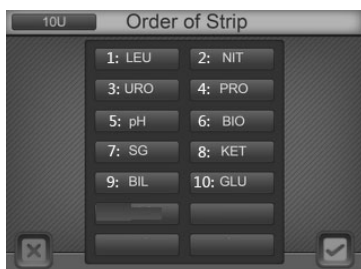 10U Order of Strip
1: LEU 2: NIT
3: URO 4: PRO
5: pH 6: BIO
7: SG 8: KET
9: BIL 10: GLU